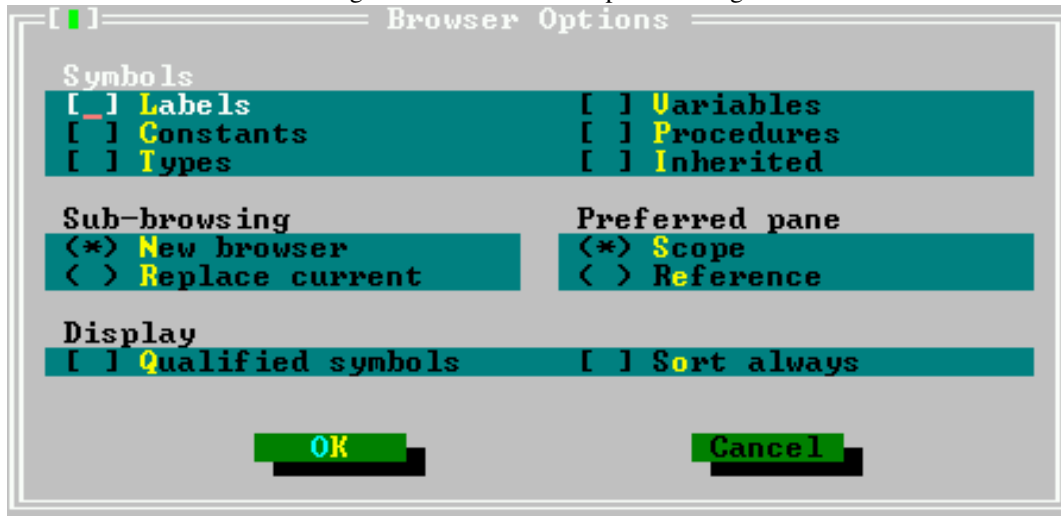 [▮] Browser Options
Symbols
[_] Labels [ ] Variables
[ ] Constants [ ] Procedures
[ ] Types [ ] Inherited
Sub-browsing Preferred pane
(*) New browser (*) Scope
( ) Replace current ( ) Reference
Display
[ ] Qualified symbols [ ] Sort always
OK Cancel